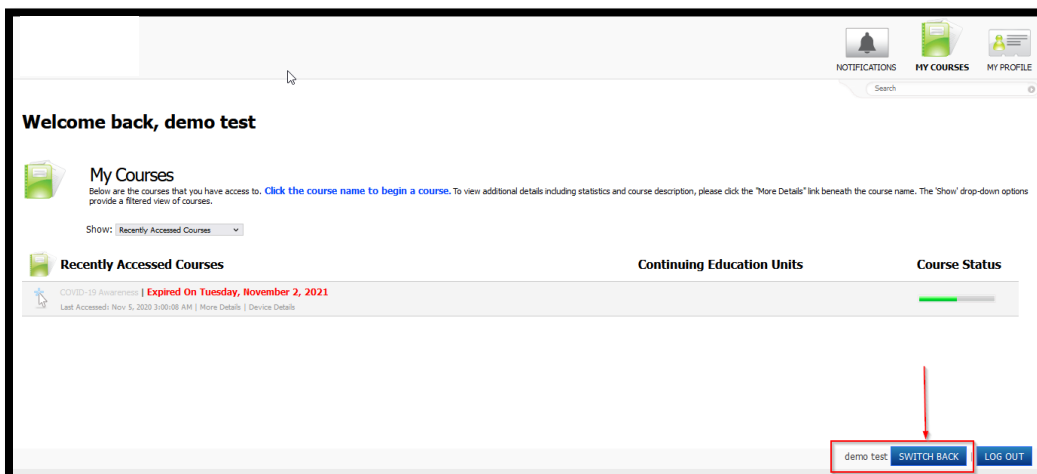 NOTIFICATIONS MY COURSES MY PROFILE
Search
Welcome back, demo test
My Courses
Below are the courses that you have access to. Click the course name to begin a course. To view additional details including statistics and course description, please click the "More Details" link beneath the course name. The 'Show' drop-down options
provide a filtered view of courses.
Show: Recently Accessed Courses
Recently Accessed Courses Continuing Education Units Course Status
COVID-19 Awareness | Expired On Tuesday, November 2, 2021
Last Accessed: Nov 5, 2020 3:00:08 AM | More Details | Device Details
demo test SWITCH BACK | LOG OUT